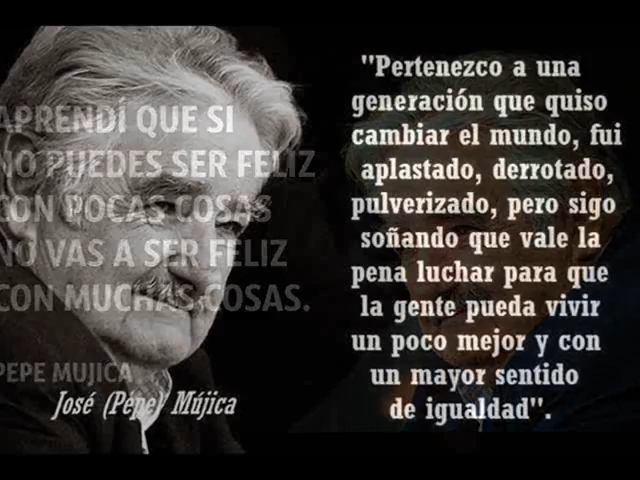 APRENDÍ QUE SI
NO PUEDES SER FELIZ
CON POCAS COSAS
NO VAS A SER FELIZ
CON MUCHAS COSAS.
PEPE MUJICA
José (Pepe) Mújica
"Pertenezco a una
generación que quiso
cambiar el mundo, fui
aplastado, derrotado,
pulverizado, pero sigo
soñando que vale la
pena luchar para que
la gente pueda vivir
un poco mejor y con
un mayor sentido
de igualdad".